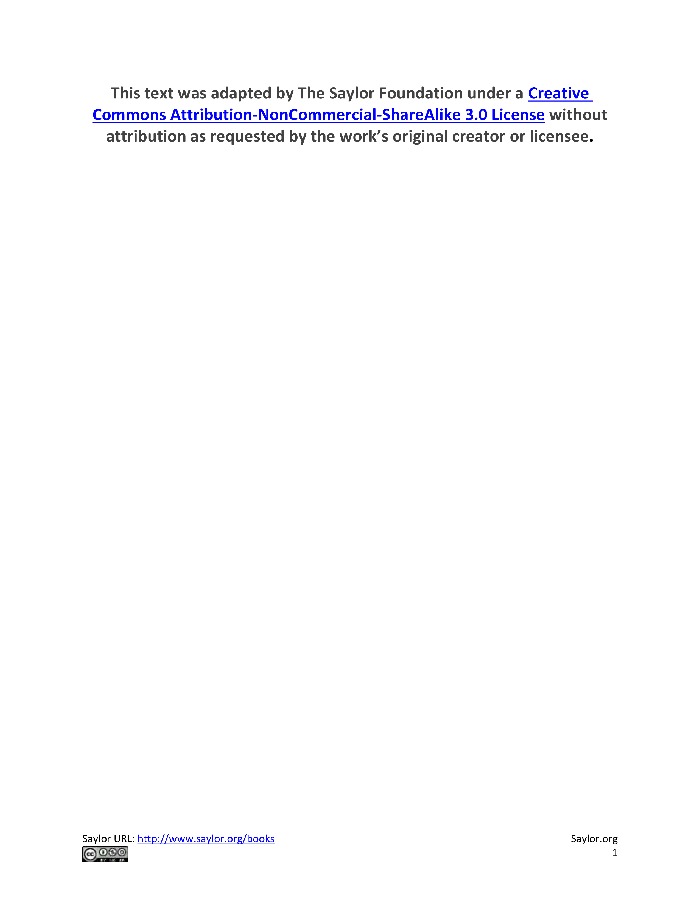 This text was adapted by The Saylor Foundation under a Creative
Commons Attribution-NonCommercial-ShareAlike 3.0 License without
attribution as requested by the work’s original creator or licensee.
Saylor URL: http://www.saylor.org/books
Saylor.org
1